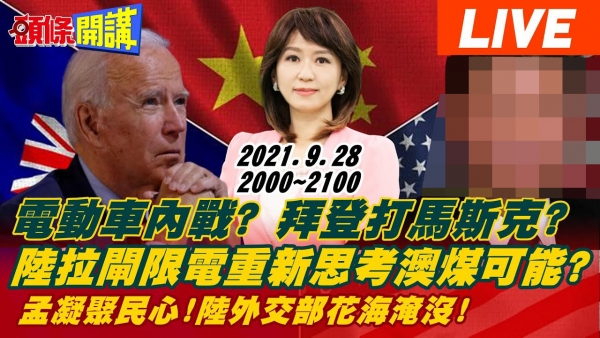 頭條開講
LIVE
2021.9.28
2000~2100
電動車內戰? 拜登打馬斯克?
陸拉閘限電重新思考澳煤可能?
孟凝聚民心!陸外交部花海淹沒!